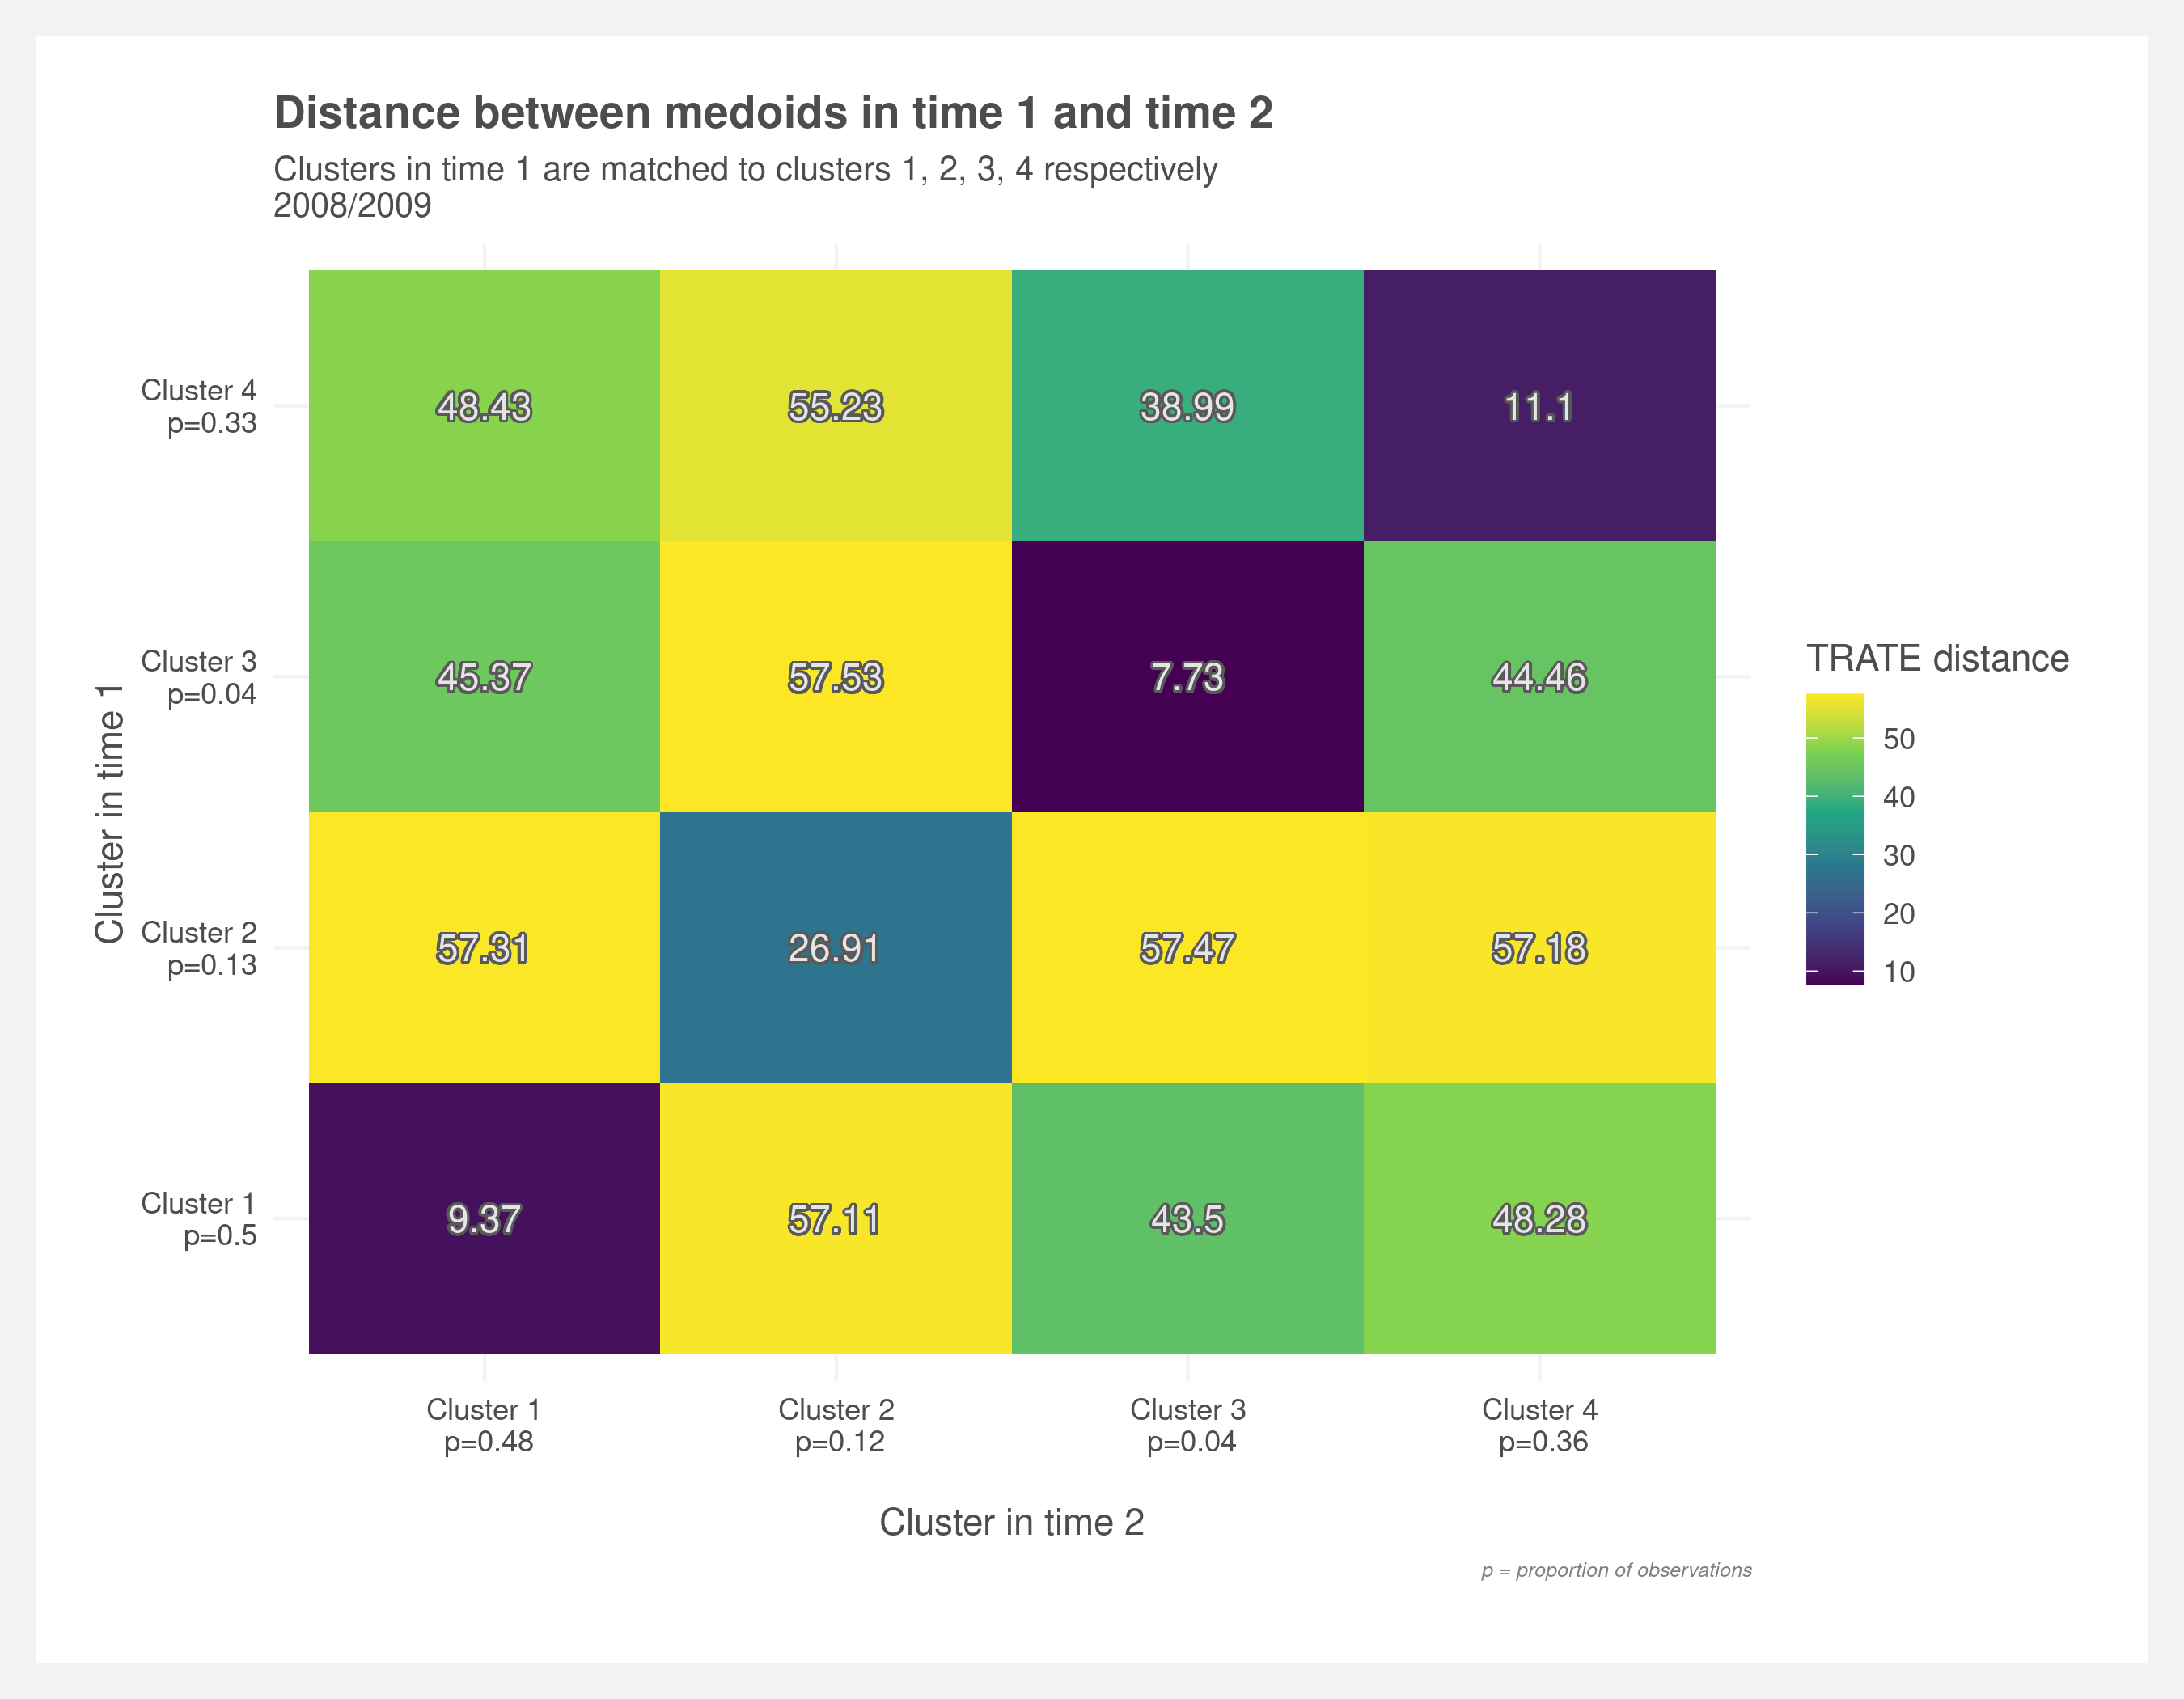 Distance between medoids in time 1 and time 2
Clusters in time 1 are matched to clusters 1, 2, 3, 4 respectively
2008/2009
Cluster in time 1
Cluster 4
p=0.33
48.43 55.23 38.99 11.1
Cluster 3
p=0.04
45.37 57.53 7.73 44.46
Cluster 2
p=0.13
57.31 26.91 57.47 57.18
Cluster 1
p=0.5
9.37 57.11 43.5 48.28
Cluster 1 Cluster 2 Cluster 3 Cluster 4
p=0.48 p=0.12 p=0.04 p=0.36
Cluster in time 2
p = proportion of observations
TRATE distance
50
40
30
20
10